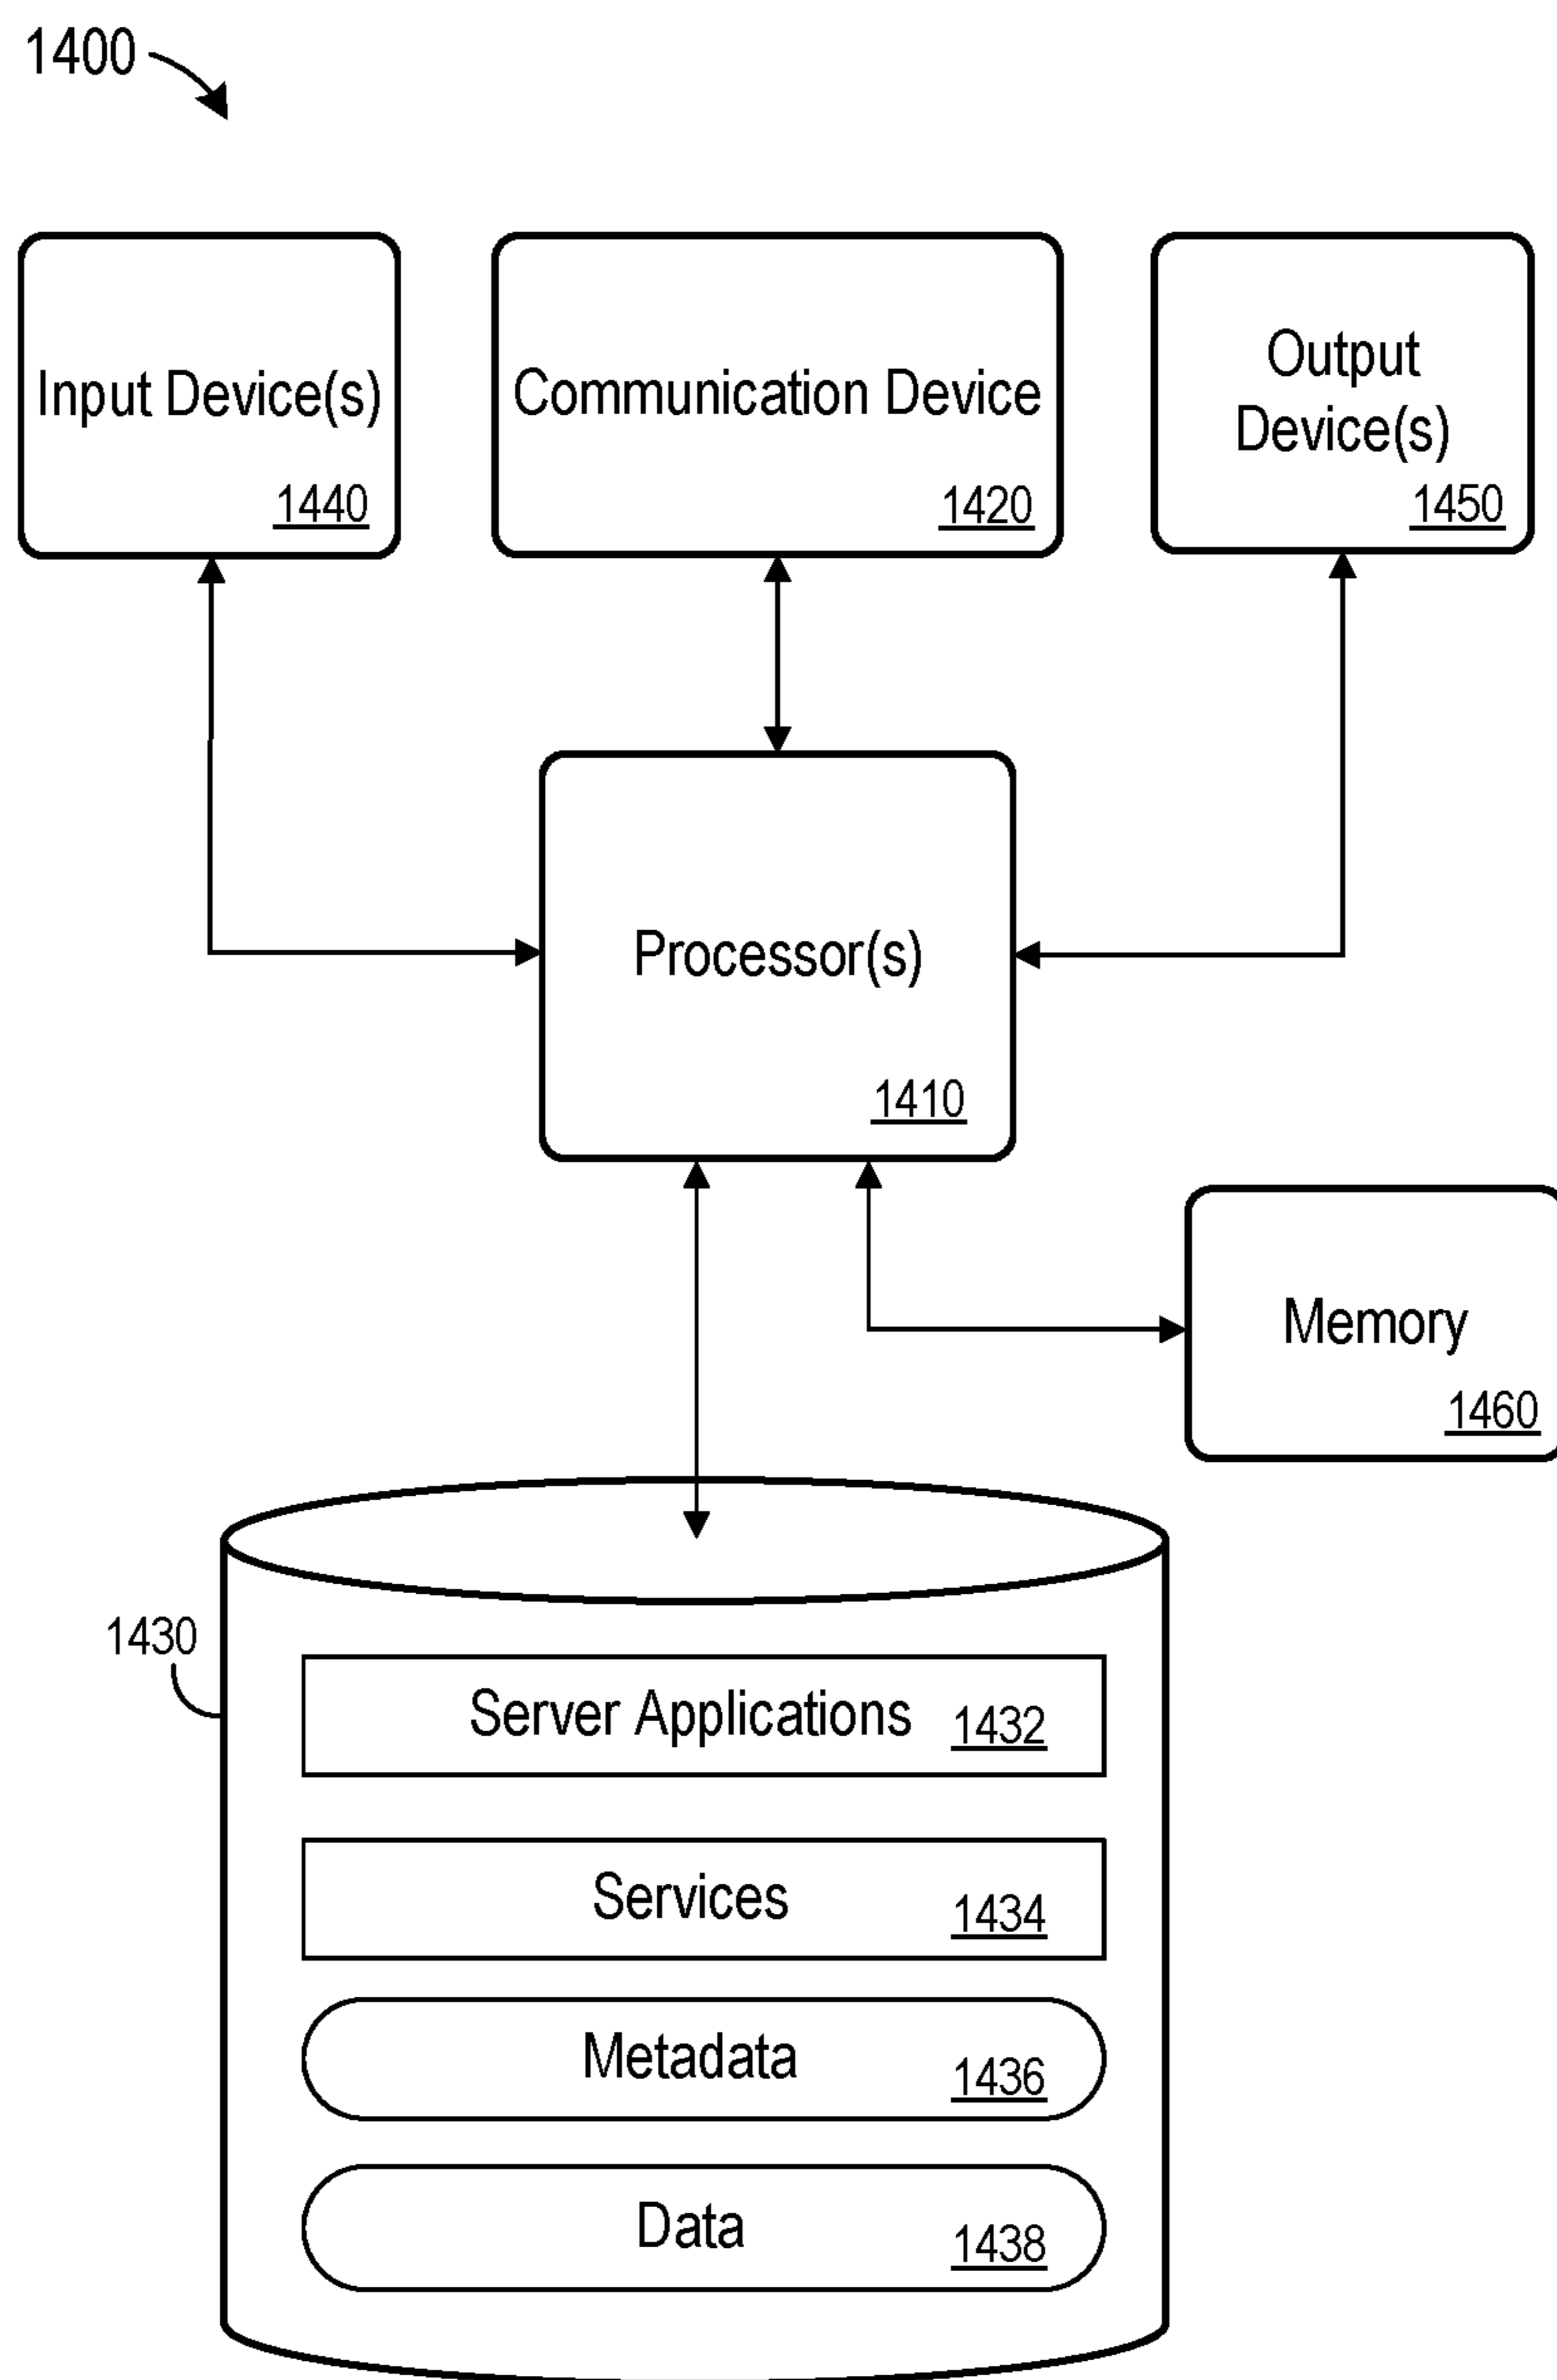 1400
Input Device(s)
1440
Communication Device
1420
Output
Device(s)
1450
Processor(s)
1410
Memory
1460
1430
Server Applications 1432
Services 1434
Metadata 1436
Data 1438